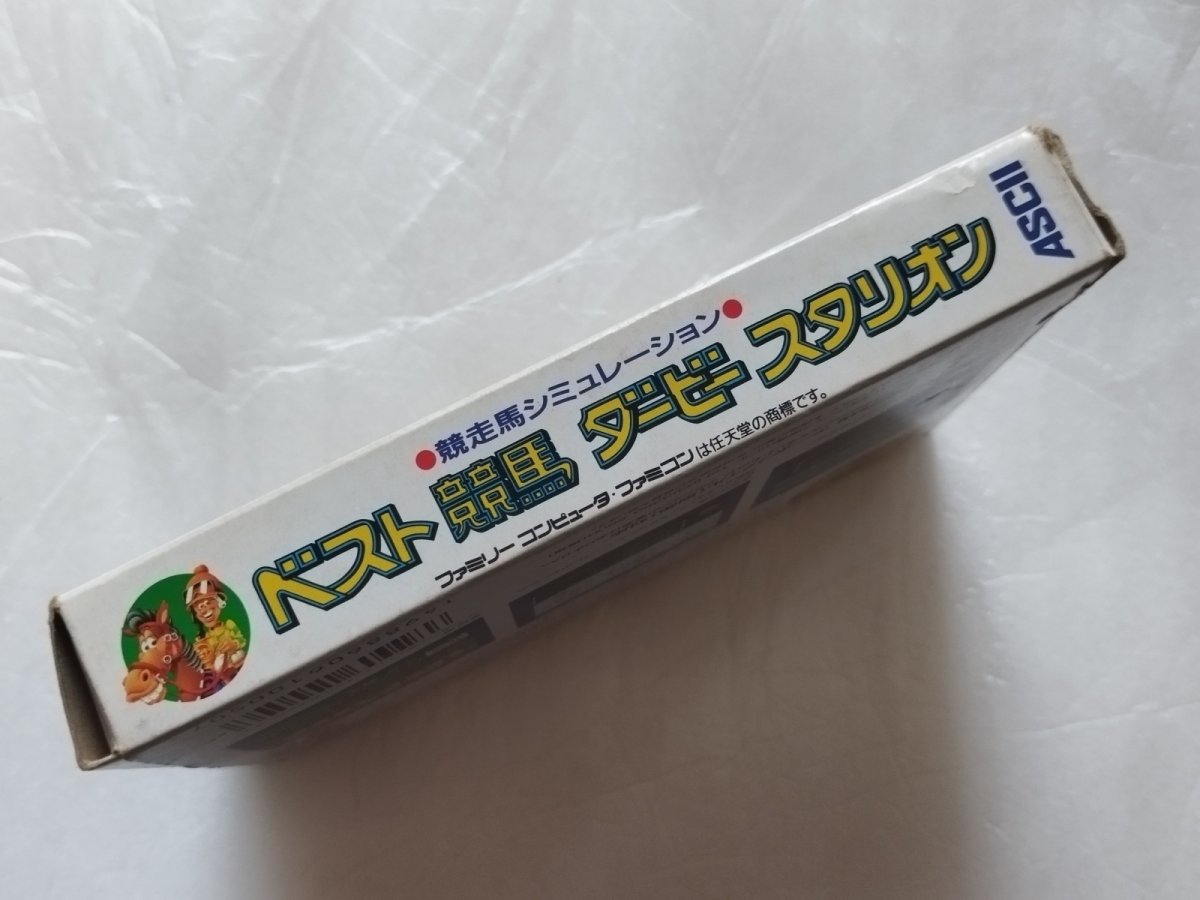 ●競走馬シミュレーション●
ベスト競馬 ダービースタリオン
ファミリーコンピュータ・ファミコンは任天堂の商標です。
ASCII